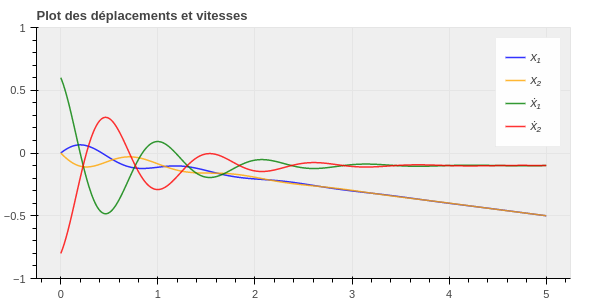 Plot des déplacements et vitesses
1
0.5
0
−0.5
−1
X₁
X₂
Ẋ₁
Ẋ₂
0 1 2 3 4 5